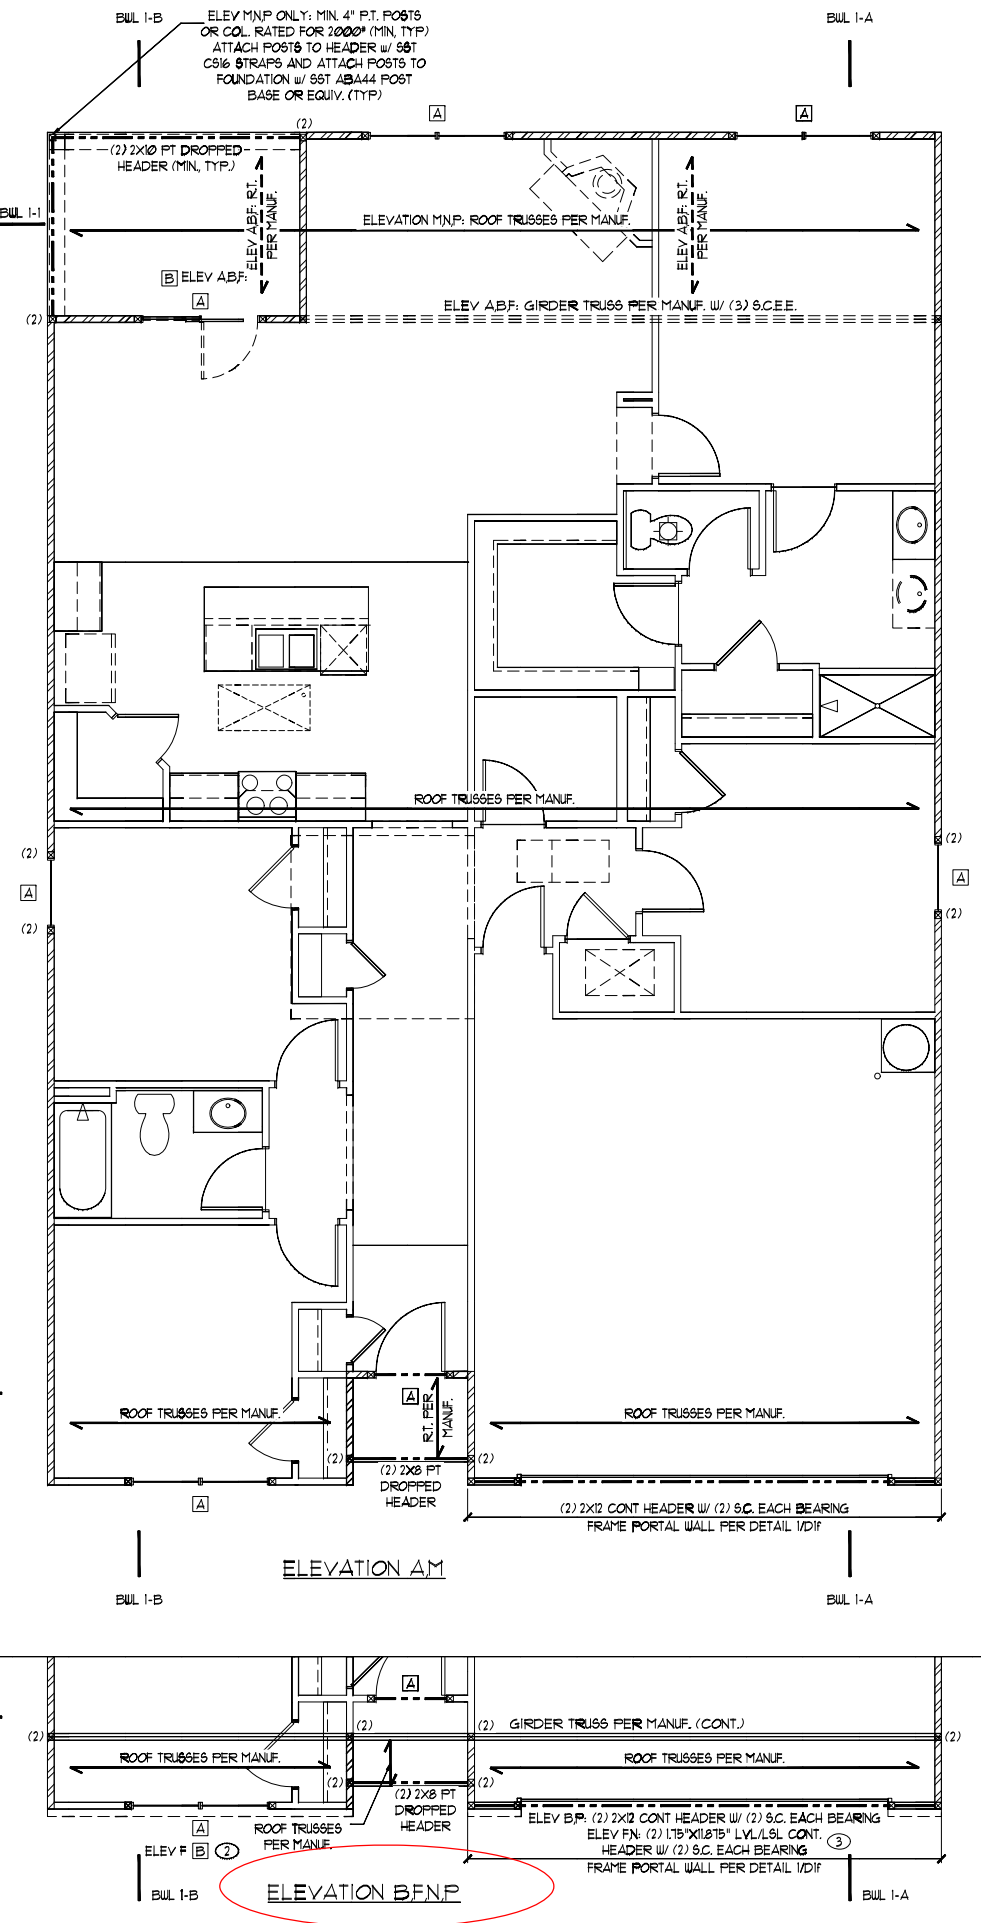 BWL 1-B
ELEV M,N,P ONLY: MIN. 4" P.T. POSTS
OR COL. RATED FOR 2000# (MIN, TYP)
ATTACH POSTS TO HEADER w/ SST
CS16 STRAPS AND ATTACH POSTS TO
FOUNDATION w/ SST ABA44 POST
BASE OR EQUIV. (TYP)
BWL 1-A
A
A
(2)
(2) 2X10 PT DROPPED
HEADER (MIN, TYP.)
BWL 1-1
ELEV A,B,F: R.T.
PER MANUF.
ELEVATION M,N,P: ROOF TRUSSES PER MANUF.
ELEV A,B,F: R.T.
PER MANUF.
B ELEV A,B,F:
A
ELEV A,B,F: GIRDER TRUSS PER MANUF. W/ (3) S.C.E.E.
(2)
ROOF TRUSSES PER MANUF.
(2)
A
(2)
(2)
A
(2)
ROOF TRUSSES PER MANUF.
A
R.T. PER
MANUF.
ROOF TRUSSES PER MANUF.
(2)
(2)
(2) 2X8 PT
DROPPED
HEADER
A
(2) 2X12 CONT HEADER W/ (2) S.C. EACH BEARING
FRAME PORTAL WALL PER DETAIL 1/D1f
ELEVATION A,M
BWL 1-B
BWL 1-A
A
(2)
(2)
(2)
GIRDER TRUSS PER MANUF. (CONT.)
(2)
ROOF TRUSSES PER MANUF.
ROOF TRUSSES PER MANUF.
(2)
(2)
(2) 2X8 PT
DROPPED
HEADER
A
ELEV F B 2
ROOF TRUSSES
PER MANUF.
ELEV B,P: (2) 2X12 CONT HEADER W/ (2) S.C. EACH BEARING
ELEV F,N: (2) 1.75"X11.875" LVL/LSL CONT.
HEADER W/ (2) S.C. EACH BEARING
3
FRAME PORTAL WALL PER DETAIL 1/D1f
BWL 1-B
ELEVATION B,F,N,P
BWL 1-A